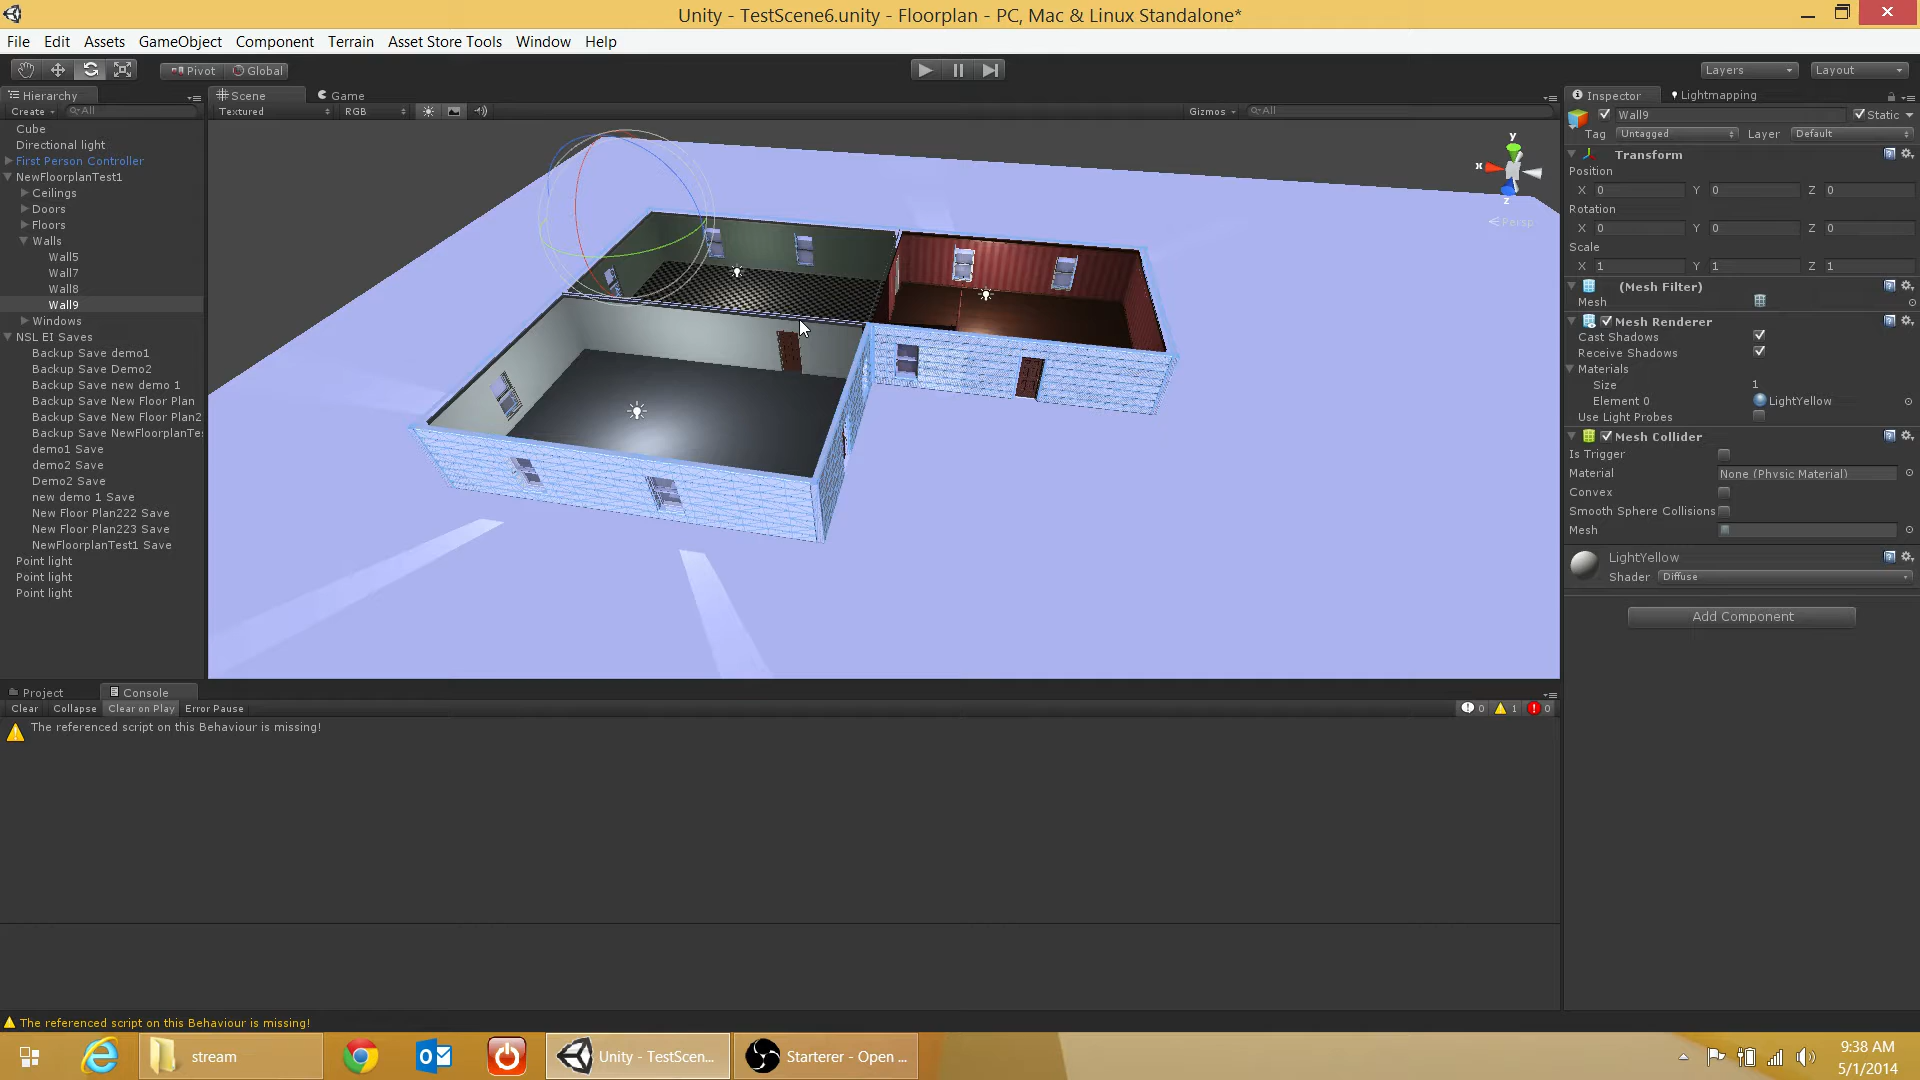 Unity - TestScene6.unity - Floorplan - PC, Mac & Linux Standalone*
File Edit Assets GameObject Component Terrain Asset Store Tools Window Help
Pivot Global Layers Layout
Hierarchy
Create All
Cube
Directional light
First Person Controller
NewFloorplanTest1
Ceilings
Doors
Floors
Walls
Wall5
Wall7
Wall8
Wall9
Windows
NSL EI Saves
Backup Save demo1
Backup Save Demo2
Backup Save new demo 1
Backup Save New Floor Plan
Backup Save New Floor Plan2
Backup Save NewFloorplanTes
demo1 Save
demo2 Save
Demo2 Save
new demo 1 Save
New Floor Plan222 Save
New Floor Plan223 Save
NewFloorplanTest1 Save
Point light
Point light
Point light
Scene Game
Textured RGB Gizmos All
y
x
z
Persp
Inspector Lightmapping
Wall9 Static
Tag Untagged Layer Default
Transform
Position
X 0 Y 0 Z 0
Rotation
X 0 Y 0 Z 0
Scale
X 1 Y 1 Z 1
(Mesh Filter)
Mesh
Mesh Renderer
Cast Shadows
Receive Shadows
Materials
Size 1
Element 0 LightYellow
Use Light Probes
Mesh Collider
Is Trigger
Material None (Physic Material)
Convex
Smooth Sphere Collisions
Mesh
LightYellow
Shader Diffuse
Add Component
Project Console
Clear Collapse Clear on Play Error Pause 0 1 0
The referenced script on this Behaviour is missing!
The referenced script on this Behaviour is missing!
stream Unity - TestScen... Starterer - Open ...
9:38 AM
5/1/2014